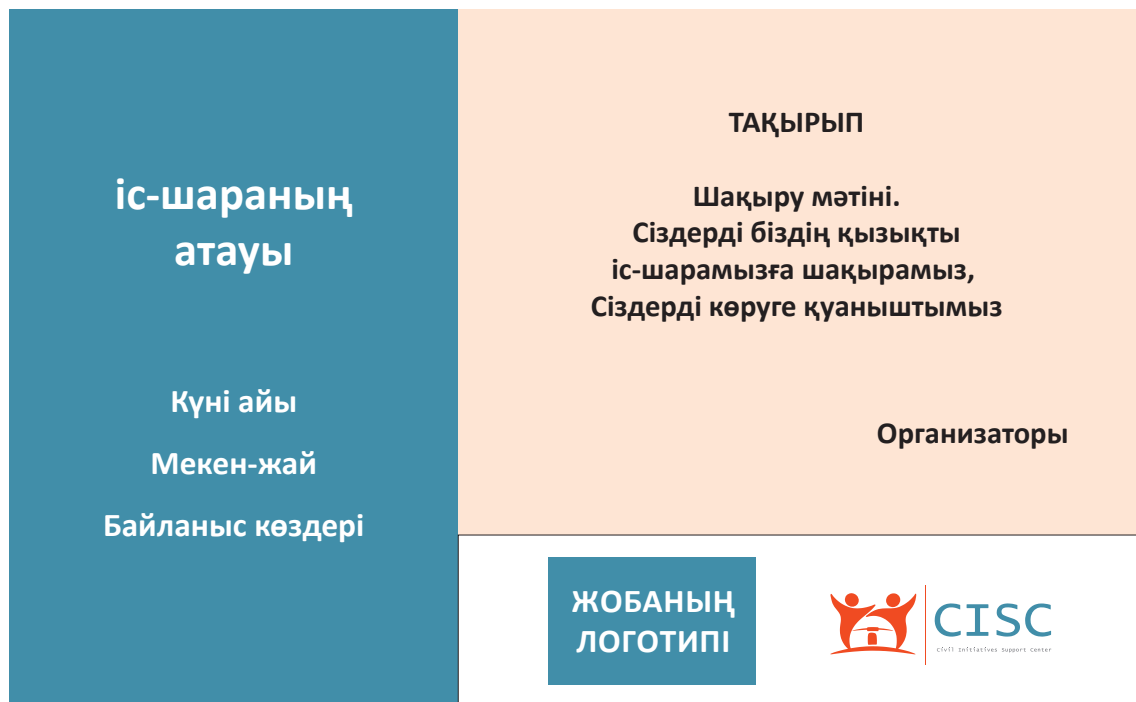 іс-шараның
атауы
Күні айы
Мекен-жай
Байланыс көздері
ТАҚЫРЫП
Шақыру мәтіні.
Сіздерді біздің қызықты
іс-шарамызға шақырамыз,
Сіздерді көруге қуаныштымыз
Организаторы
ЖОБАНЫҢ
ЛОГОТИПІ
CISC
Civil Initiatives Support Center